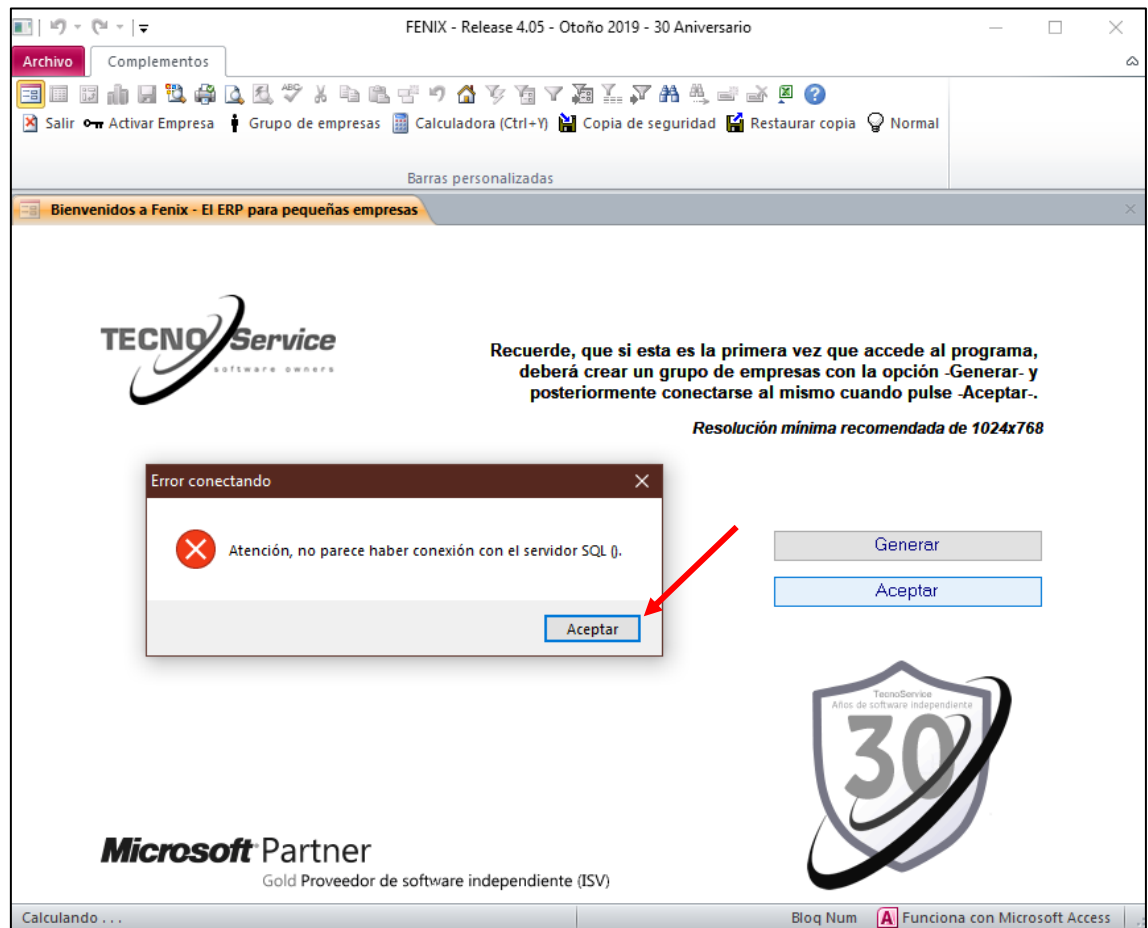 FENIX - Release 4.05 - Otoño 2019 - 30 Aniversario
Archivo
Complementos
ABC
Salir
Activar Empresa
Grupo de empresas
Calculadora (Ctrl+Y)
Copia de seguridad
Restaurar copia
Normal
Barras personalizadas
Bienvenidos a Fenix - El ERP para pequeñas empresas
TECNOService
software owners
Recuerde, que si esta es la primera vez que accede al programa,
deberá crear un grupo de empresas con la opción -Generar- y
posteriormente conectarse al mismo cuando pulse -Aceptar-.
Resolución mínima recomendada de 1024x768
Error conectando
Atención, no parece haber conexión con el servidor SQL ().
Aceptar
Generar
Aceptar
TecnoService
Años de software independiente
30
Microsoft Partner
Gold Proveedor de software independiente (ISV)
Calculando . . .
Bloq Num
A
Funciona con Microsoft Access